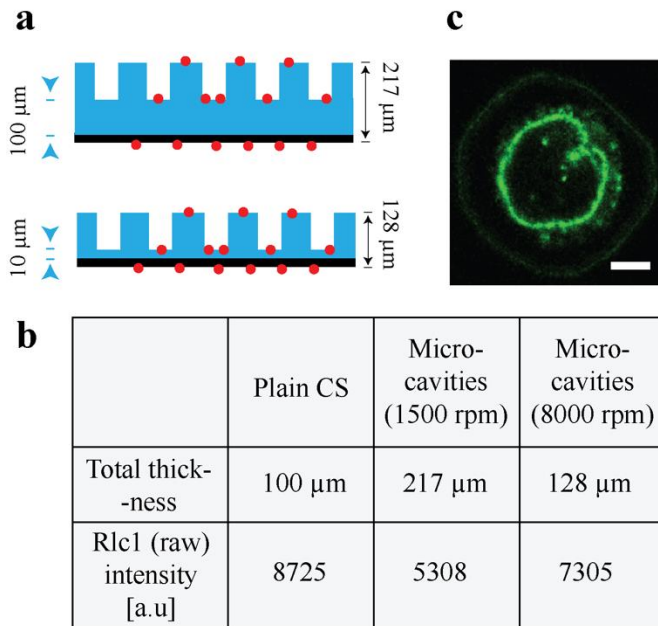 a
100 µm
217 µm
10 µm
128 µm
c
b
Plain CS
Micro-
cavities
(1500 rpm)
Micro-
cavities
(8000 rpm)
Total thick-
-ness
100 µm
217 µm
128 µm
Rlc1 (raw)
intensity
[a.u]
8725
5308
7305